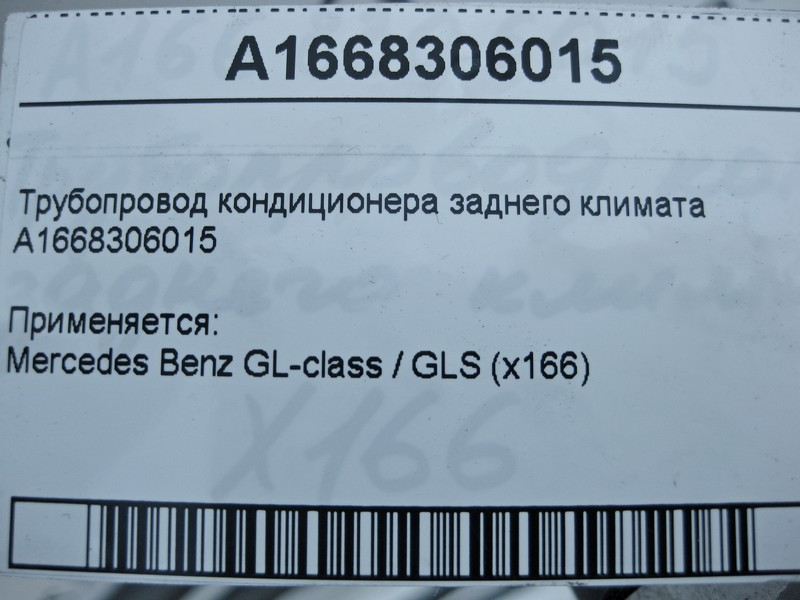 A1668306015
Трубопровод кондиционера заднего климата
A1668306015
Применяется:
Mercedes Benz GL-class / GLS (x166)
X166